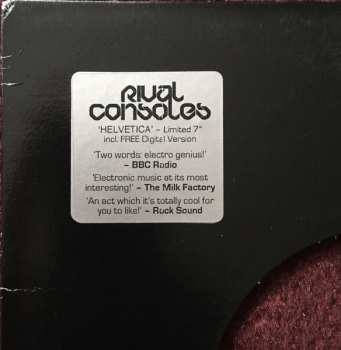 RIVAL
CONSOLES
'HELVETICA' – Limited 7"
incl. FREE Digital Version
'Two words: electro genius!'
– BBC Radio
'Electronic music at its most
interesting!' – The Milk Factory
'An act which it's totally cool for
you to like!' – Rock Sound